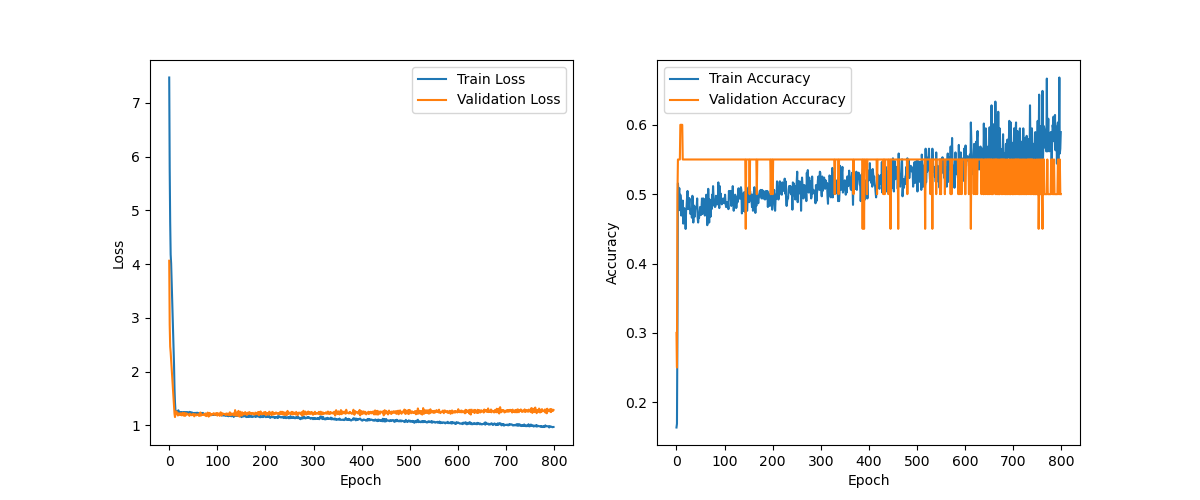 Train Loss
Validation Loss
7
6
5
4
3
2
1
Loss
0 100 200 300 400 500 600 700 800
Epoch
Train Accuracy
Validation Accuracy
0.6
0.5
0.4
0.3
0.2
Accuracy
0 100 200 300 400 500 600 700 800
Epoch